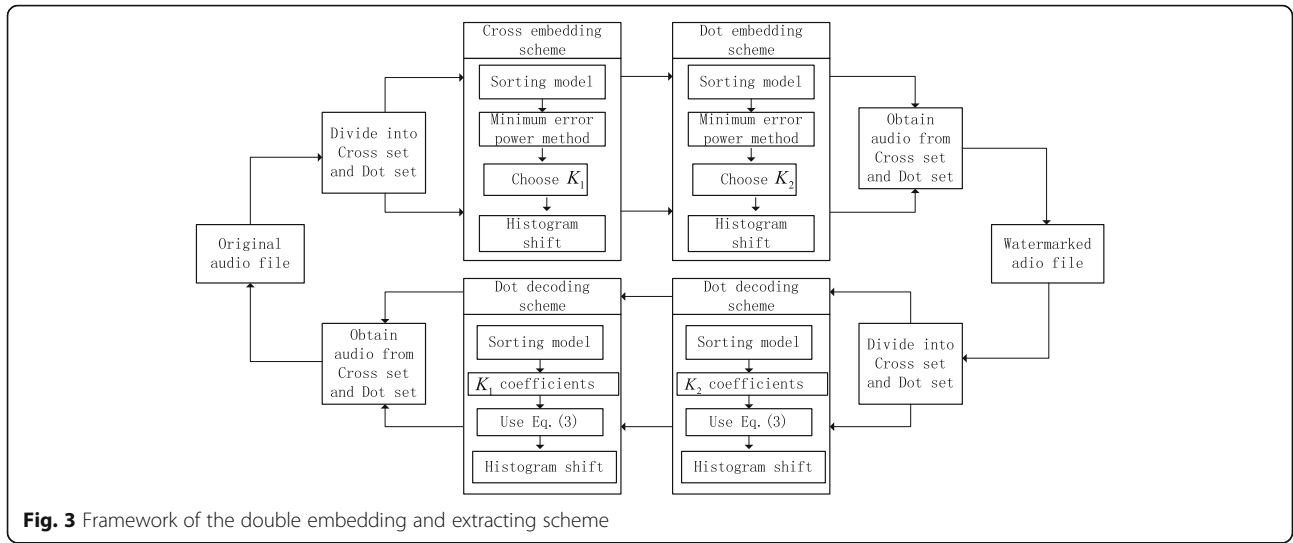 Original
audio file
Divide into
Cross set
and Dot set
Cross embedding
scheme
Sorting model
Minimum error
power method
Choose K₁
Histogram
shift
Dot embedding
scheme
Sorting model
Minimum error
power method
Choose K₂
Histogram
shift
Obtain
audio from
Cross set
and Dot set
Watermarked
adio file
Divide into
Cross set
and Dot set
Dot decoding
scheme
Sorting model
K₂ coefficients
Use Eq.(3)
Histogram shift
Dot decoding
scheme
Sorting model
K₁ coefficients
Use Eq.(3)
Histogram shift
Obtain
audio from
Cross set
and Dot set
Fig. 3 Framework of the double embedding and extracting scheme